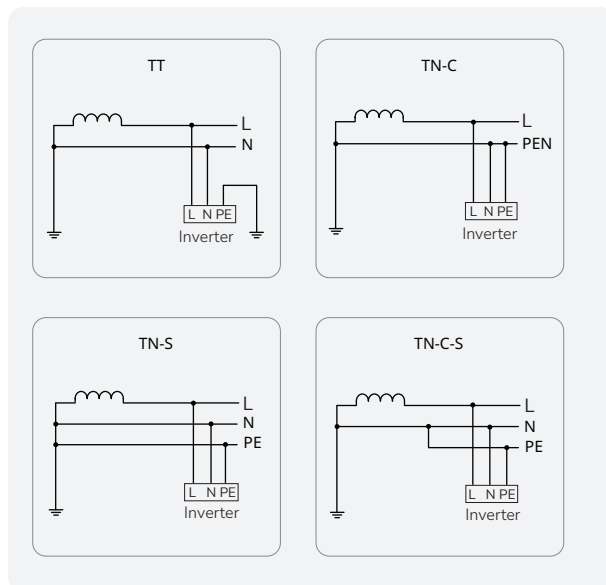 TT
L
N
L N PE
Inverter
TN-C
L
PEN
L N PE
Inverter
TN-S
L
N
PE
L N PE
Inverter
TN-C-S
L
N
PE
L N PE
Inverter